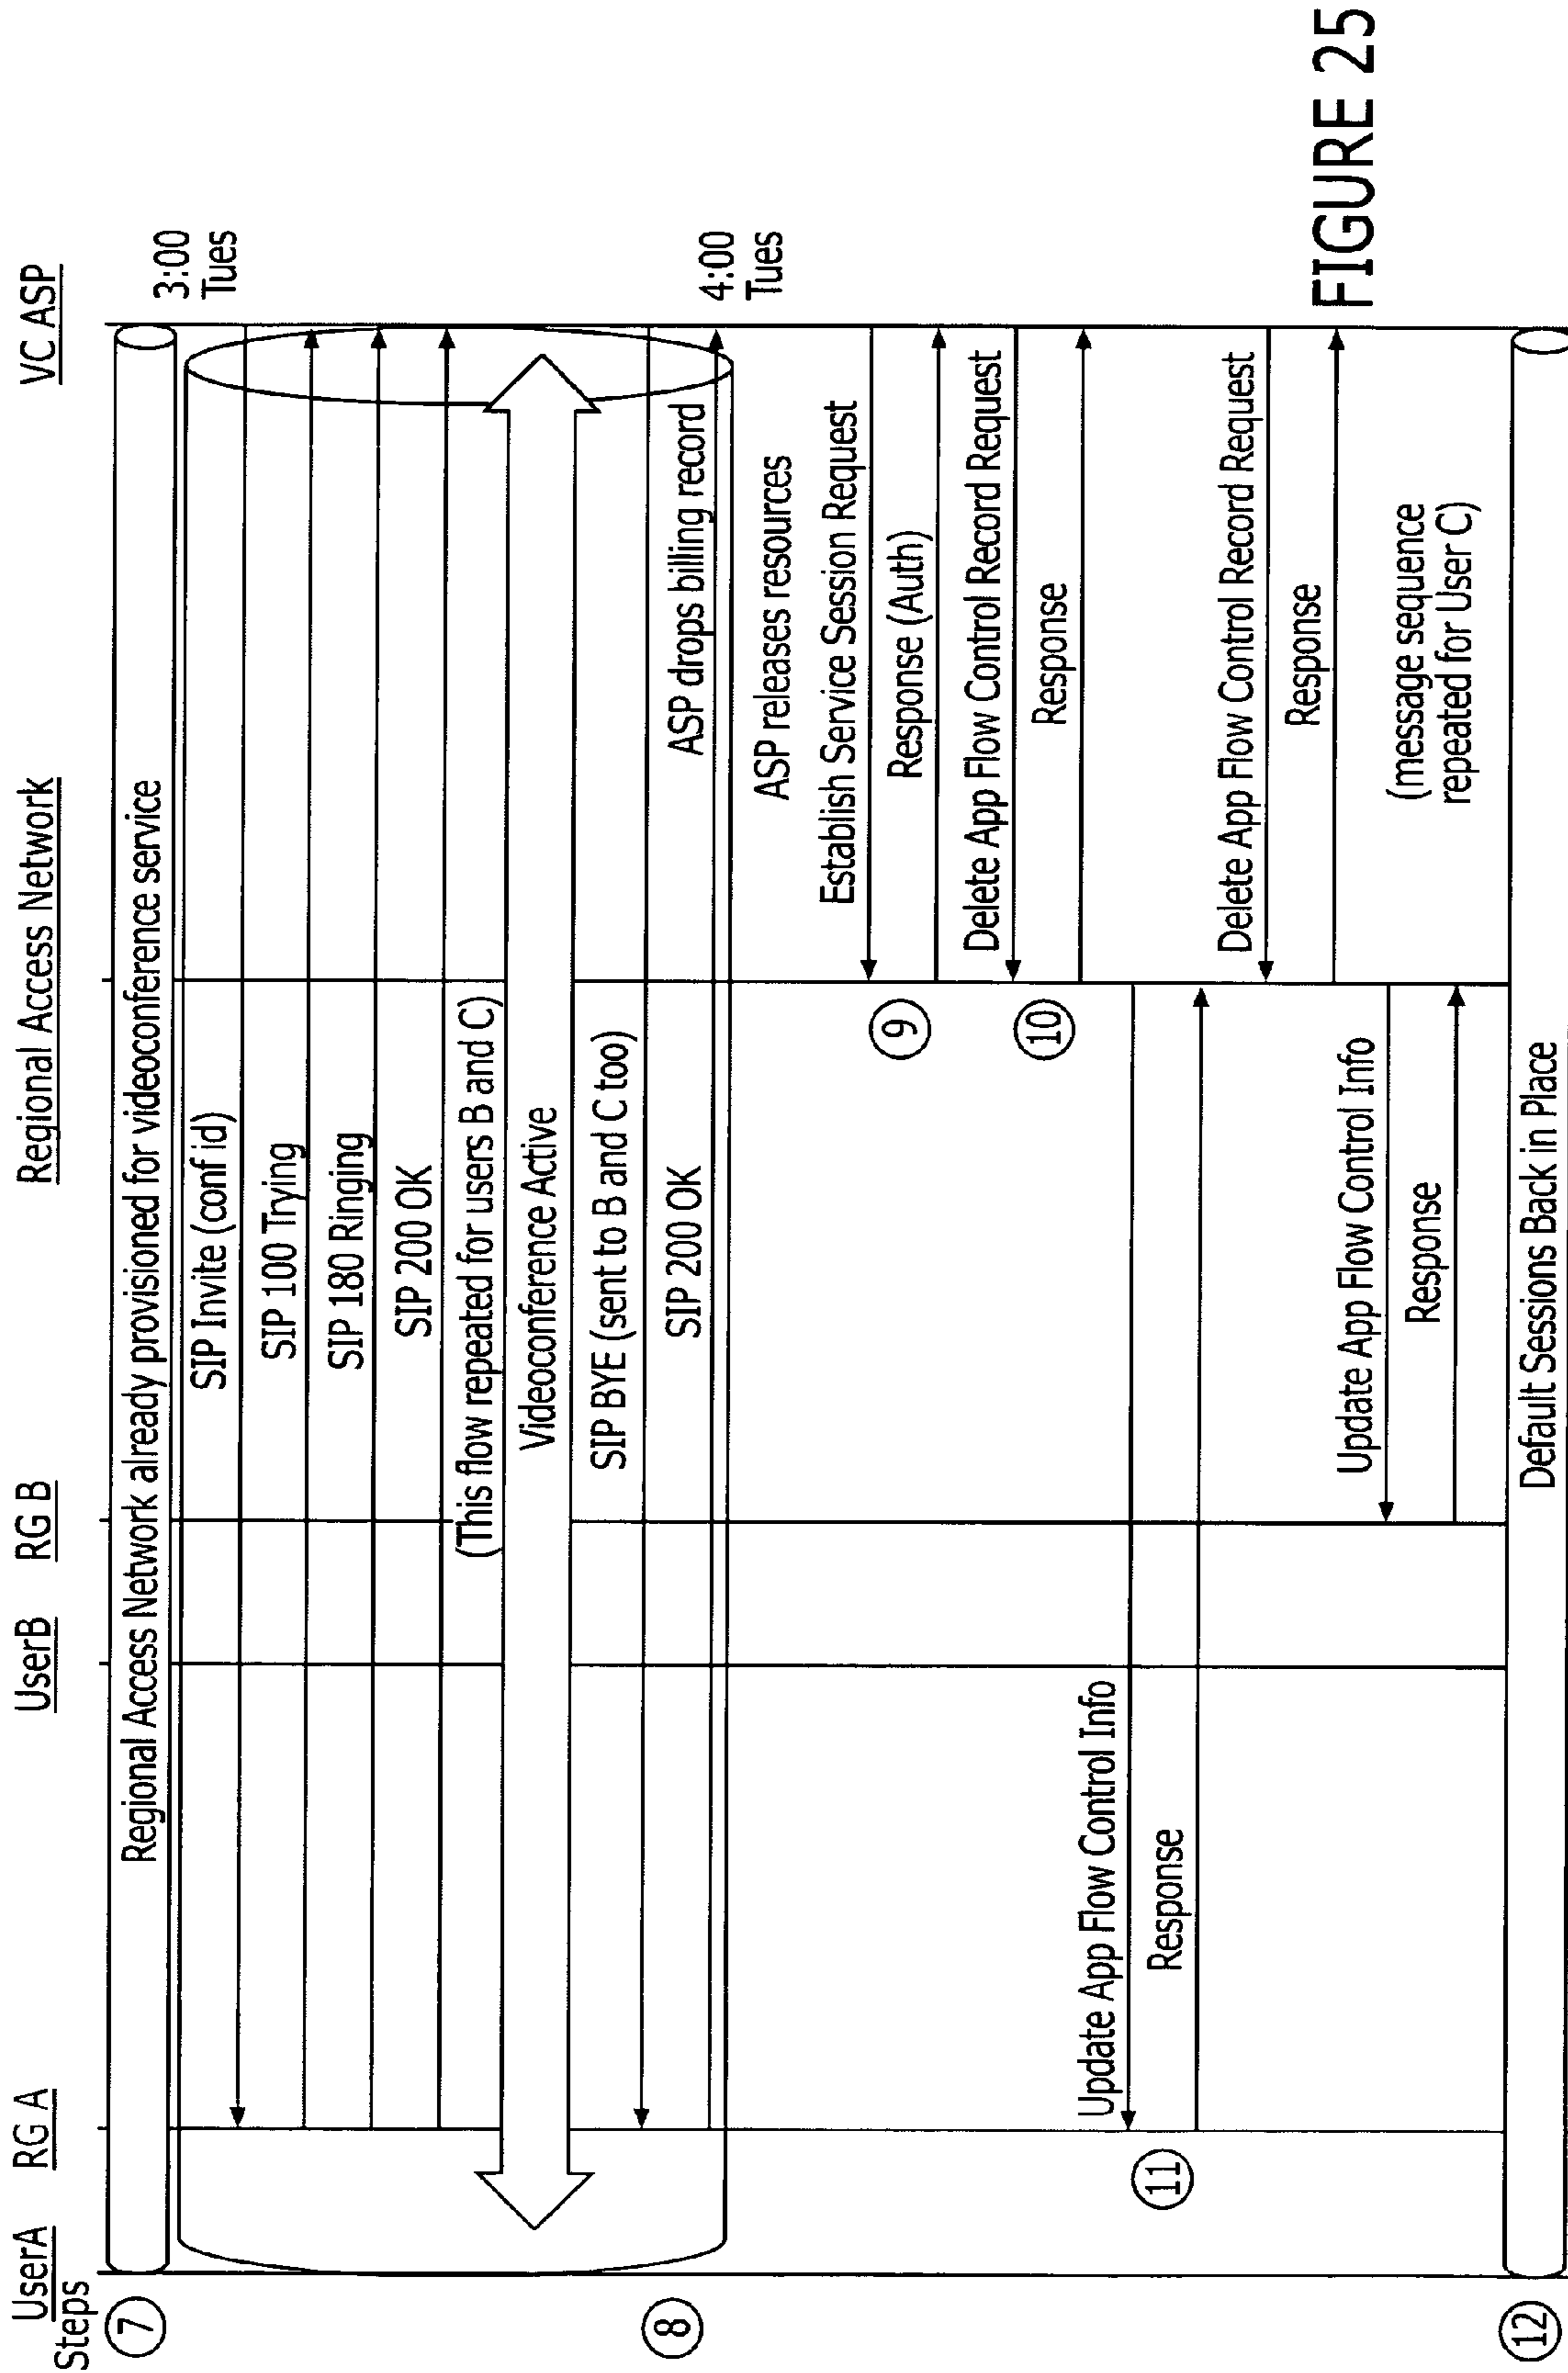 UserA
RG A
UserB
RG B
Regional Access Network
VC ASP
Steps
7
Regional Access Network already provisioned for videoconference service
3:00
Tues
SIP Invite (conf id)
SIP 100 Trying
SIP 180 Ringing
SIP 200 OK
(This flow repeated for users B and C)
Videoconference Active
8
SIP BYE (sent to B and C too)
SIP 200 OK
ASP drops billing record
4:00
Tues
ASP releases resources
Establish Service Session Request
9
Response (Auth)
Delete App Flow Control Record Request
10
Response
Update App Flow Control Info
11
Response
Delete App Flow Control Record Request
Response
Update App Flow Control Info
Response
(message sequence
repeated for User C)
12
Default Sessions Back in Place
FIGURE 25